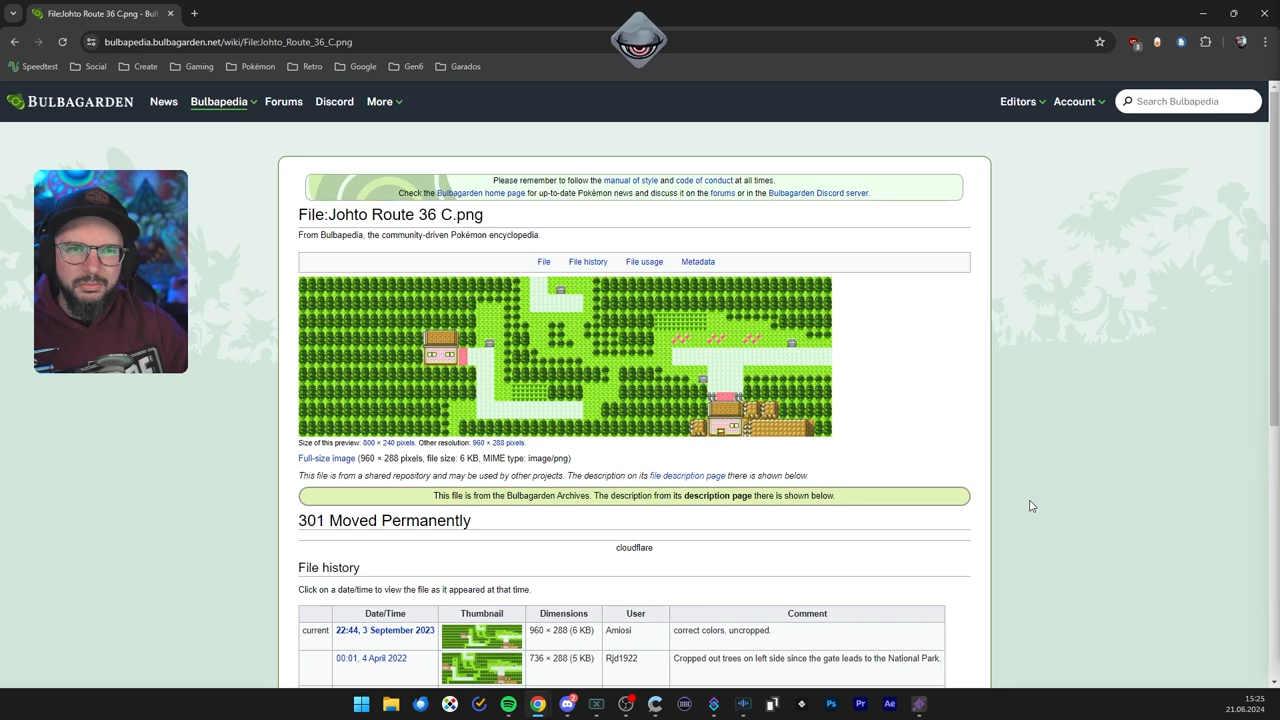 File:Johto Route 36 C.png - Bul
bulbapedia.bulbagarden.net/wiki/File:Johto_Route_36_C.png
3
Speedtest
Social
Create
Gaming
Pokémon
Retro
Google
Gen6
Garados
BULBAGARDEN
News
Bulbapedia
Forums
Discord
More
Editors
Account
Search Bulbapedia
Please remember to follow the manual of style and code of conduct at all times.
Check the Bulbagarden home page for up-to-date Pokémon news and discuss it on the forums or in the Bulbagarden Discord server.
File:Johto Route 36 C.png
From Bulbapedia, the community-driven Pokémon encyclopedia.
File
File history
File usage
Metadata
Size of this preview: 800 × 240 pixels. Other resolution: 960 × 288 pixels.
Full-size image (960 × 288 pixels, file size: 6 KB, MIME type: image/png)
This file is from a shared repository and may be used by other projects. The description on its file description page there is shown below.
This file is from the Bulbagarden Archives. The description from its description page there is shown below.
301 Moved Permanently
cloudflare
File history
Click on a date/time to view the file as it appeared at that time.
Date/Time Thumbnail Dimensions User Comment
current 22:44, 3 September 2023 960 × 288 (6 KB) Amiosi correct colors, uncropped.
00:01, 4 April 2022 736 × 288 (5 KB) Rjd1922 Cropped out trees on left side since the gate leads to the National Park.
2
Ps
Pr
Ae
15:25
21.06.2024